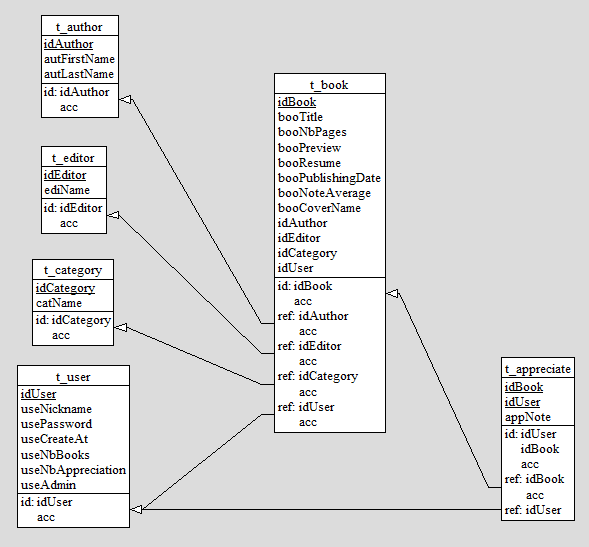 t_author
idAuthor
autFirstName
autLastName
id: idAuthor
acc
t_editor
idEditor
ediName
id: idEditor
acc
t_category
idCategory
catName
id: idCategory
acc
t_user
idUser
useNickname
usePassword
useCreateAt
useNbBooks
useNbAppreciation
useAdmin
id: idUser
acc
t_book
idBook
booTitle
booNbPages
booPreview
booResume
booPublishingDate
booNoteAverage
booCoverName
idAuthor
idEditor
idCategory
idUser
id: idBook
acc
ref: idAuthor
acc
ref: idEditor
acc
ref: idCategory
acc
ref: idUser
acc
t_appreciate
idBook
idUser
appNote
id: idUser
idBook
acc
ref: idBook
acc
ref: idUser